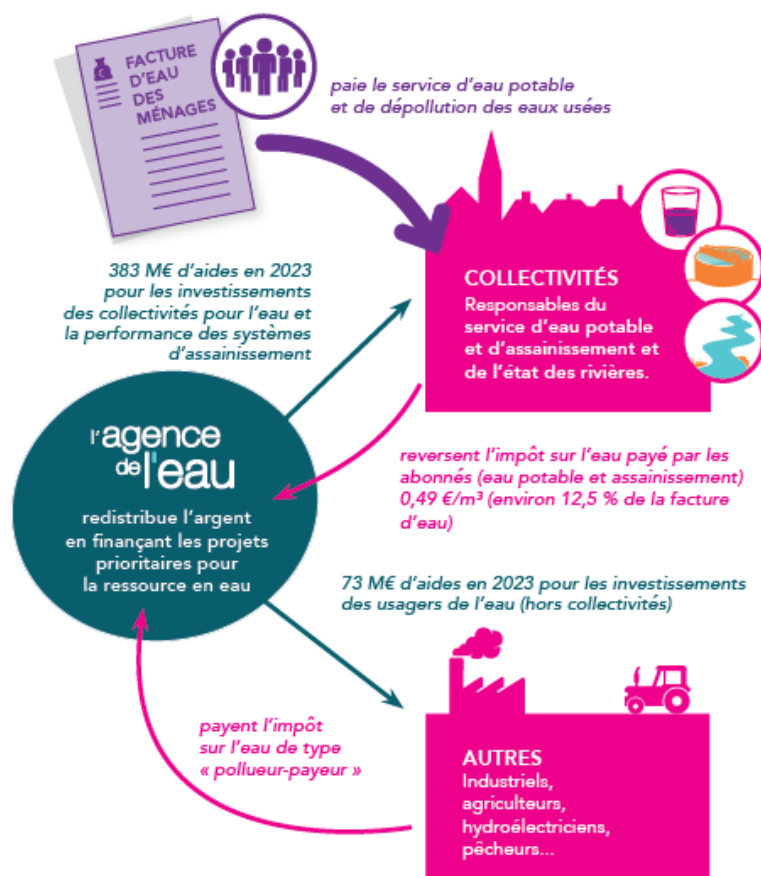 FACTURE
D'EAU
DES
MÉNAGES
paie le service d'eau potable
et de dépollution des eaux usées
383 M€ d'aides en 2023
pour les investissements
des collectivités pour l'eau et
la performance des systèmes
d'assainissement
COLLECTIVITÉS
Responsables du
service d'eau potable
et d'assainissement et
de l'état des rivières.
l'agence
de l'eau
redistribue l'argent
en finançant les projets
prioritaires pour
la ressource en eau
reversent l'impôt sur l'eau payé par les
abonnés (eau potable et assainissement)
0,49 €/m³ (environ 12,5 % de la facture
d'eau)
73 M€ d'aides en 2023 pour les investissements
des usagers de l'eau (hors collectivités)
payent l'impôt
sur l'eau de type
« pollueur-payeur »
AUTRES
Industriels,
agriculteurs,
hydroélectriciens,
pêcheurs...